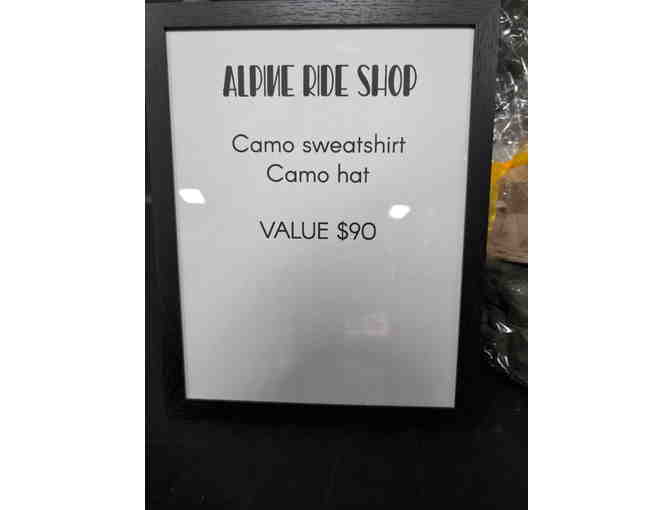 ALPINE RIDE SHOP
Camo sweatshirt
Camo hat
VALUE $90